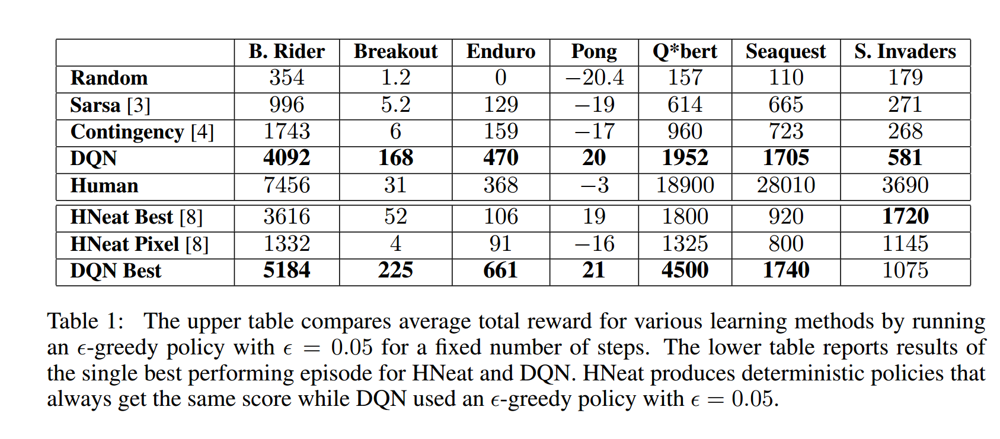 B. Rider Breakout Enduro Pong Q*bert Seaquest S. Invaders
Random 354 1.2 0 −20.4 157 110 179
Sarsa [3] 996 5.2 129 −19 614 665 271
Contingency [4] 1743 6 159 −17 960 723 268
DQN 4092 168 470 20 1952 1705 581
Human 7456 31 368 −3 18900 28010 3690
HNeat Best [8] 3616 52 106 19 1800 920 1720
HNeat Pixel [8] 1332 4 91 −16 1325 800 1145
DQN Best 5184 225 661 21 4500 1740 1075
Table 1: The upper table compares average total reward for various learning methods by running
an ϵ-greedy policy with ϵ = 0.05 for a fixed number of steps. The lower table reports results of
the single best performing episode for HNeat and DQN. HNeat produces deterministic policies that
always get the same score while DQN used an ϵ-greedy policy with ϵ = 0.05.